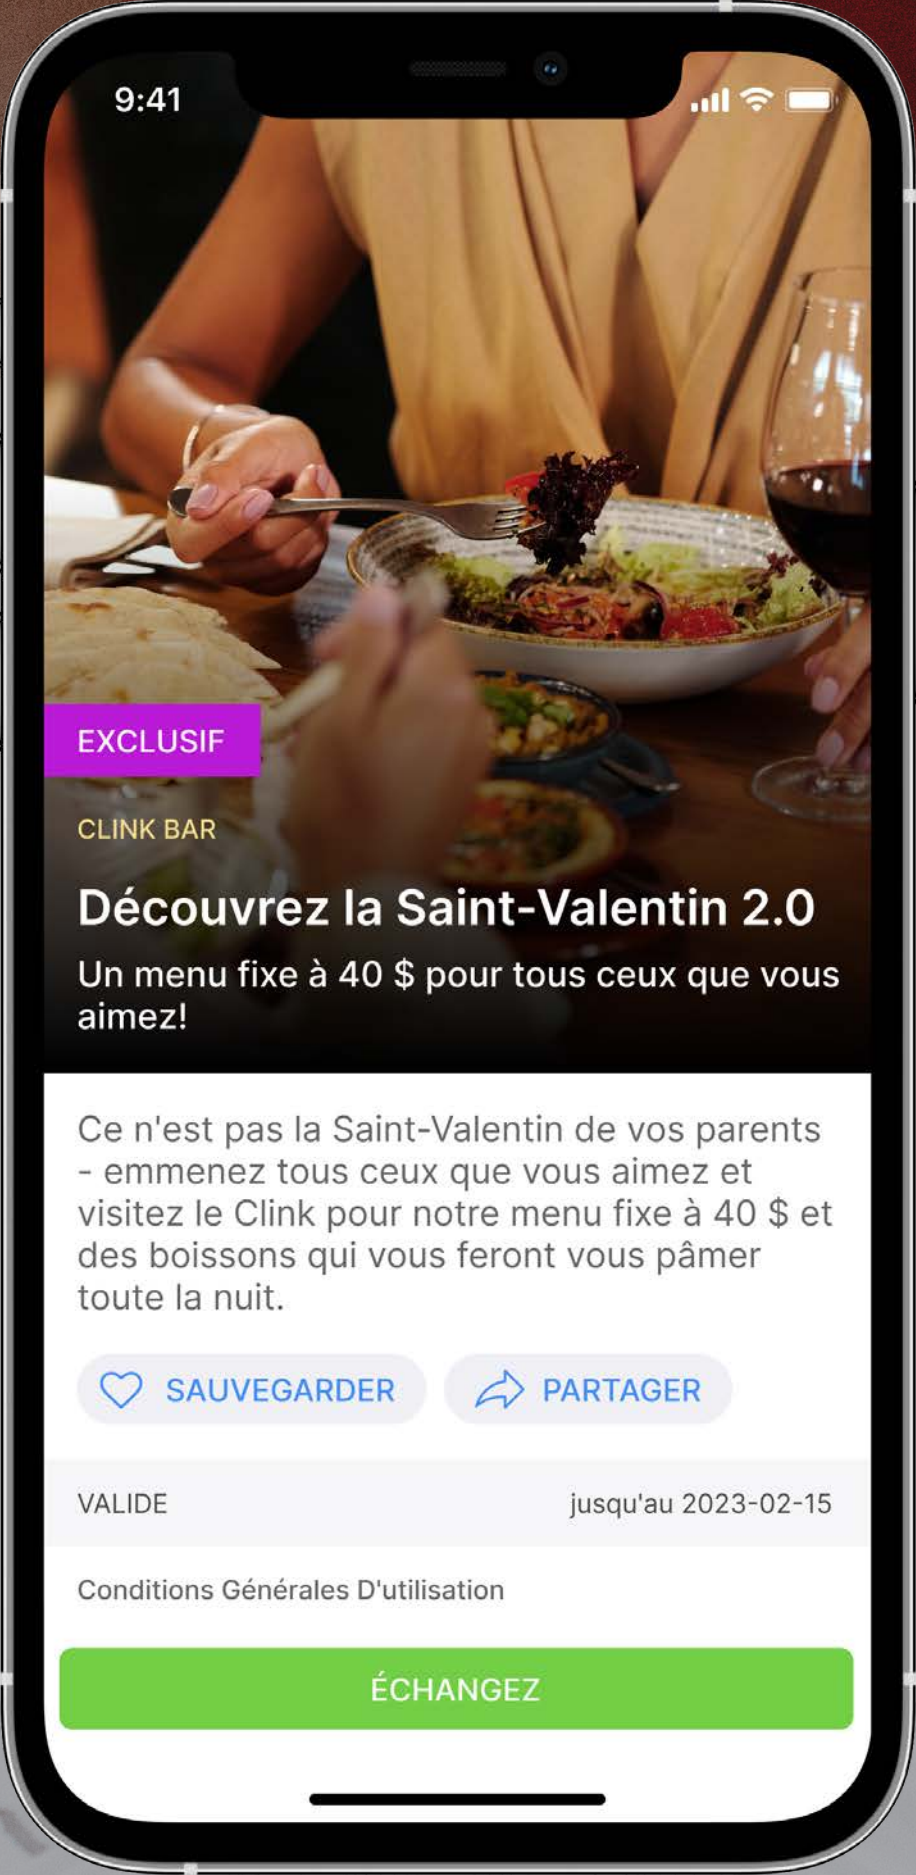 9:41
EXCLUSIF
CLINK BAR
Découvrez la Saint-Valentin 2.0
Un menu fixe à 40 $ pour tous ceux que vous
aimez!
Ce n'est pas la Saint-Valentin de vos parents
- emmenez tous ceux que vous aimez et
visitez le Clink pour notre menu fixe à 40 $ et
des boissons qui vous feront vous pâmer
toute la nuit.
SAUVEGARDER PARTAGER
VALIDE jusqu'au 2023-02-15
Conditions Générales D'utilisation
ÉCHANGEZ